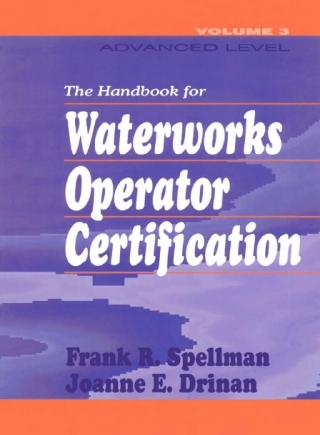 VOLUME 3
ADVANCED LEVEL
The Handbook for
Waterworks
Operator
Certification
Frank R. Spellman
Joanne E. Drinan